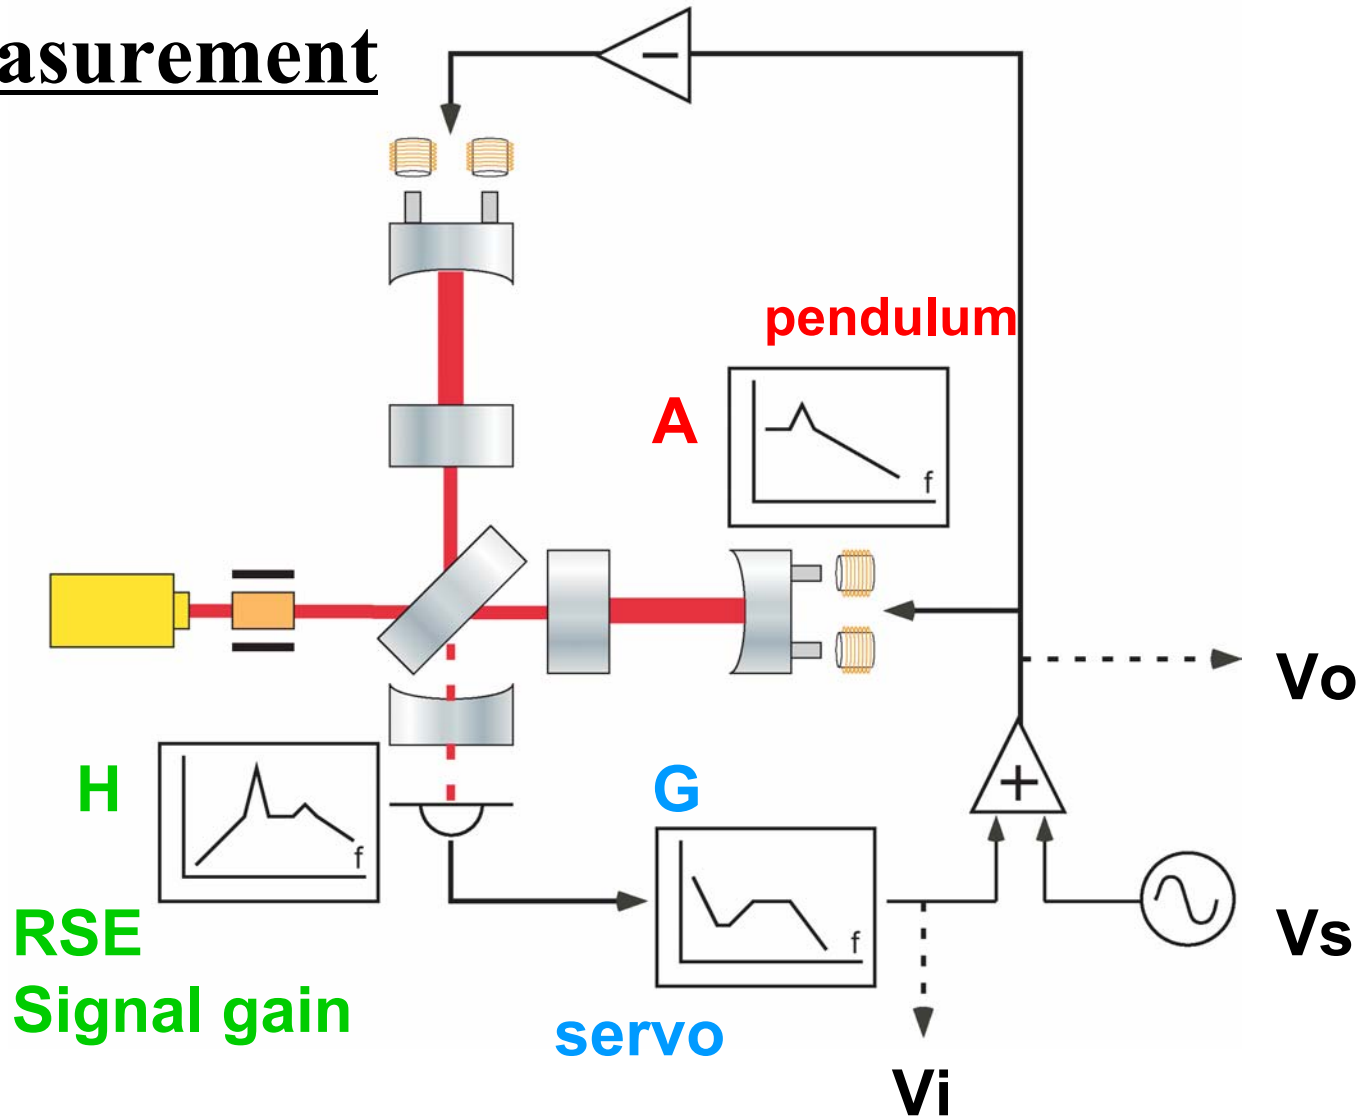 asurement
pendulum
A
f
Vo
H
G
f
f
RSE
Vs
Signal gain
servo
Vi